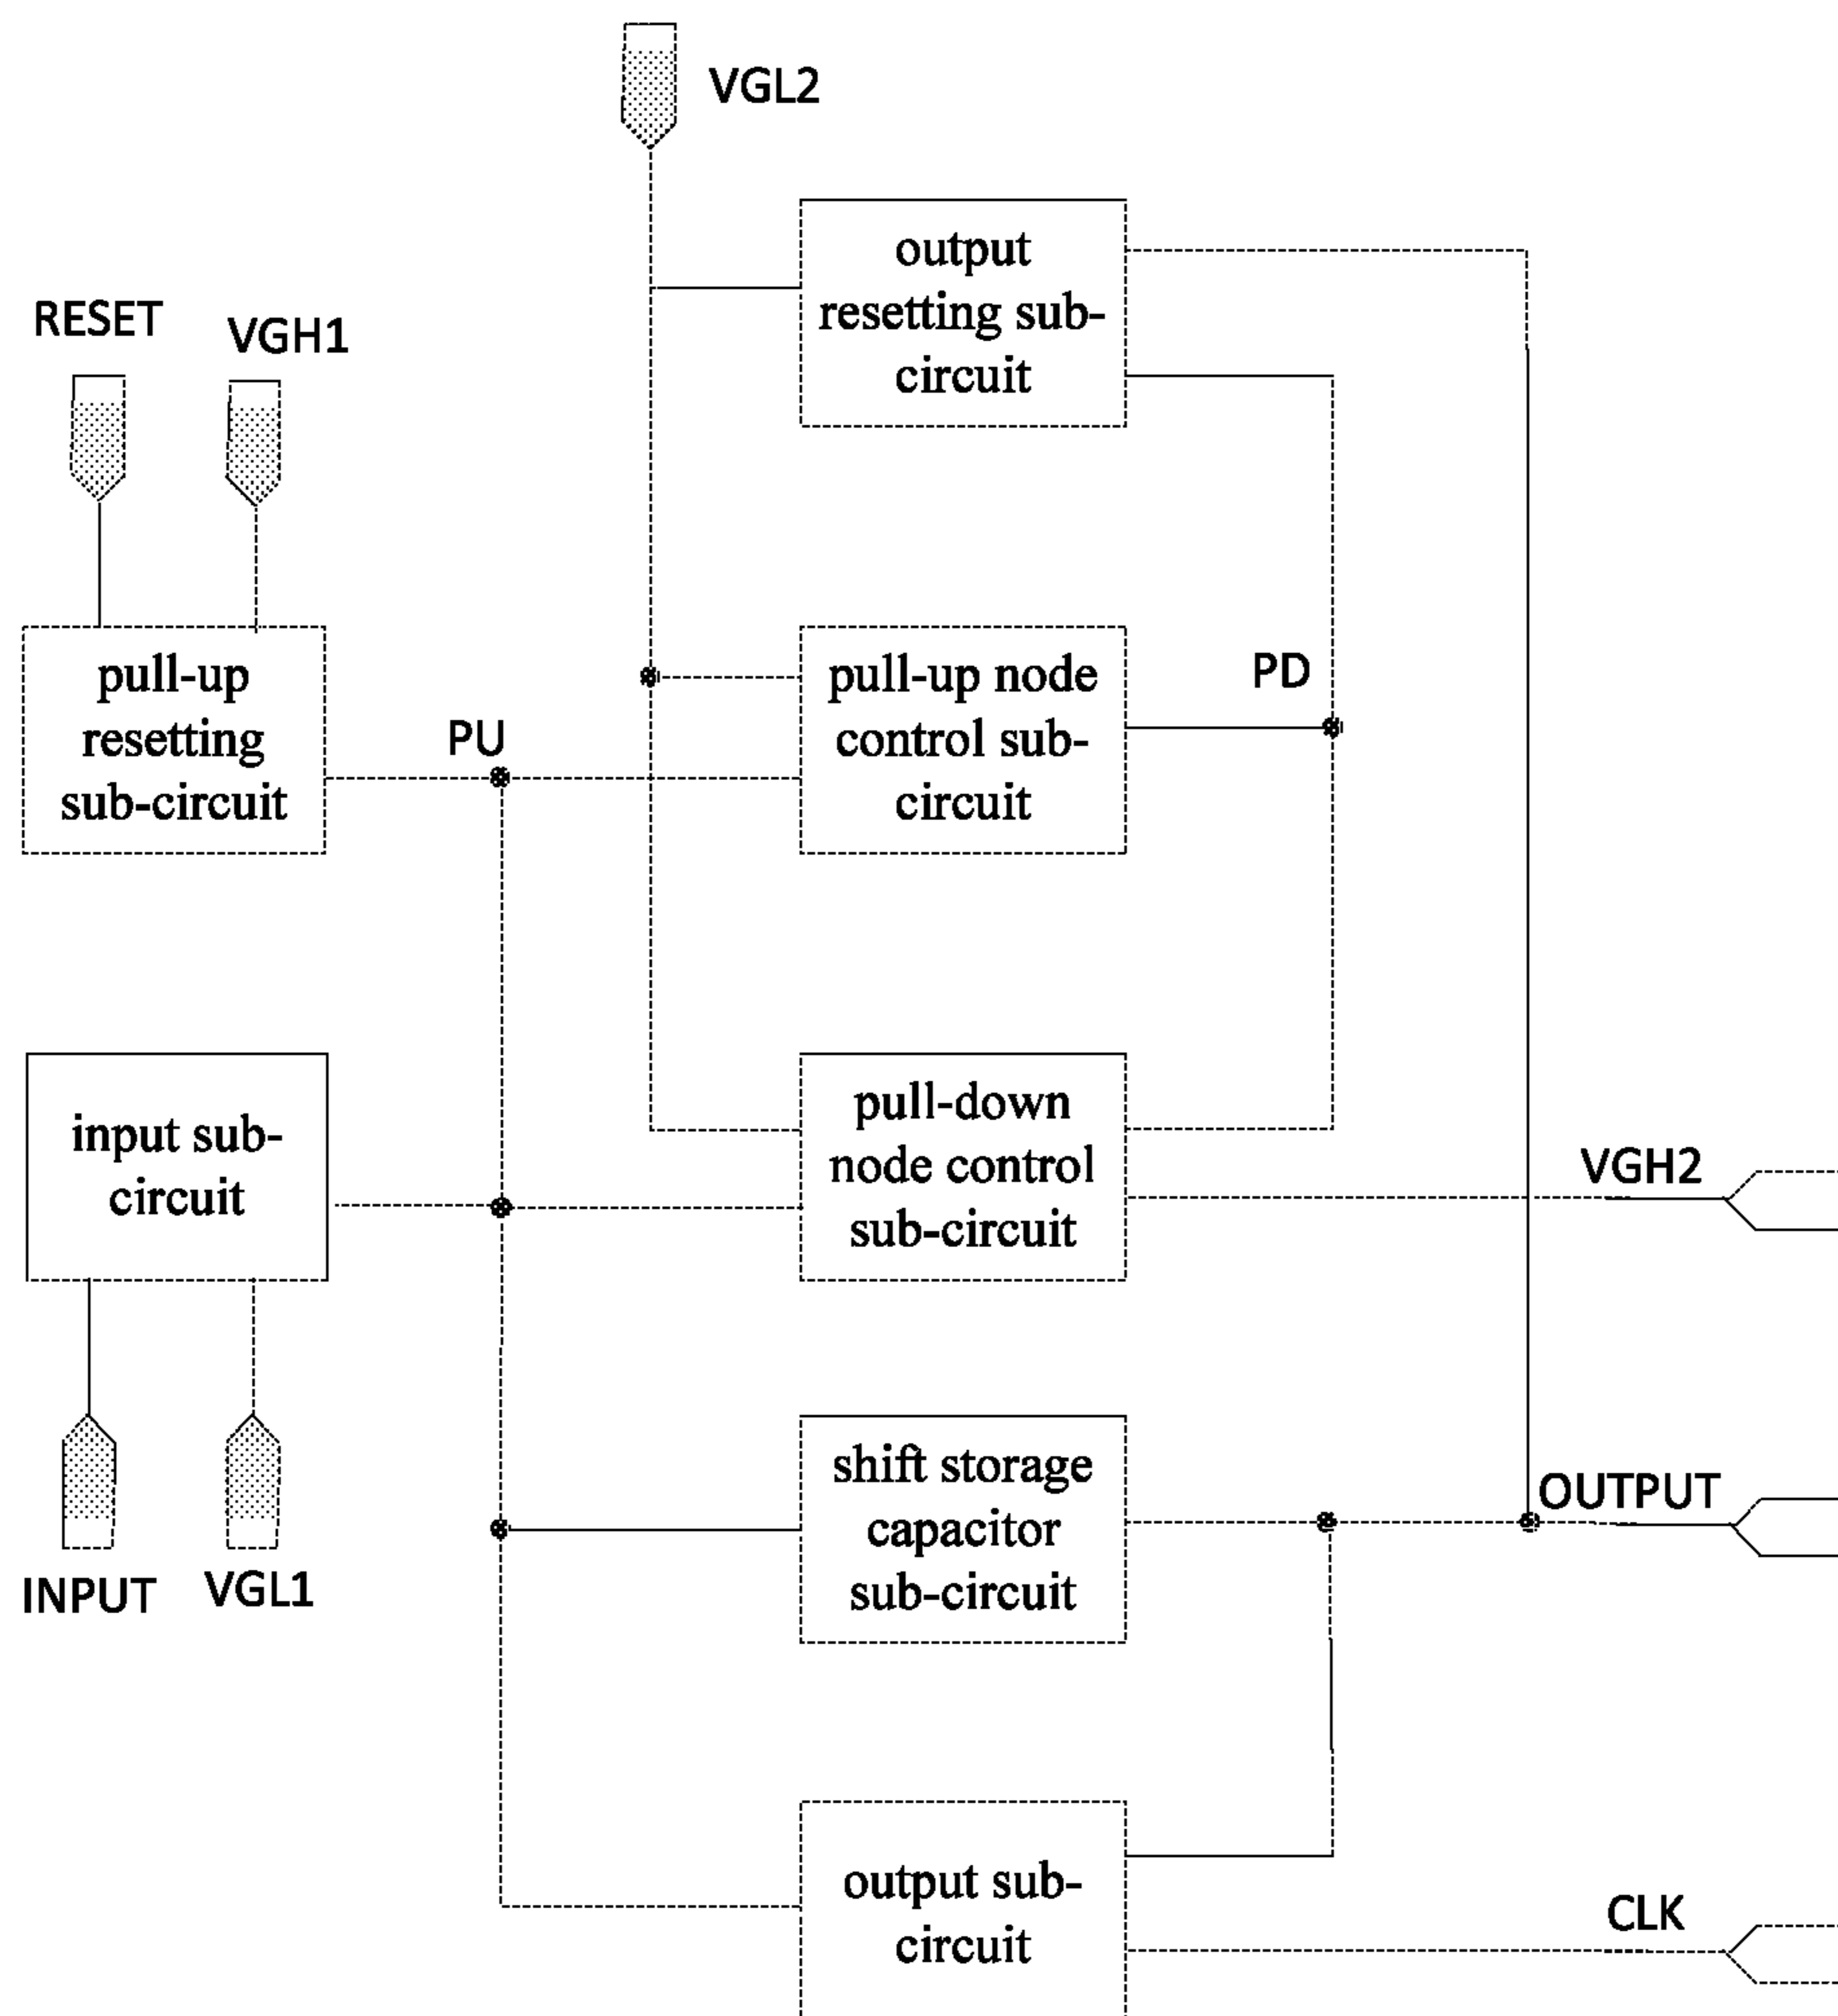 VGL2
output
resetting sub-
circuit
RESET
VGH1
pull-up
resetting
sub-circuit
PU
pull-up node
control sub-
circuit
PD
input sub-
circuit
pull-down
node control
sub-circuit
VGH2
INPUT
VGL1
shift storage
capacitor
sub-circuit
OUTPUT
output sub-
circuit
CLK